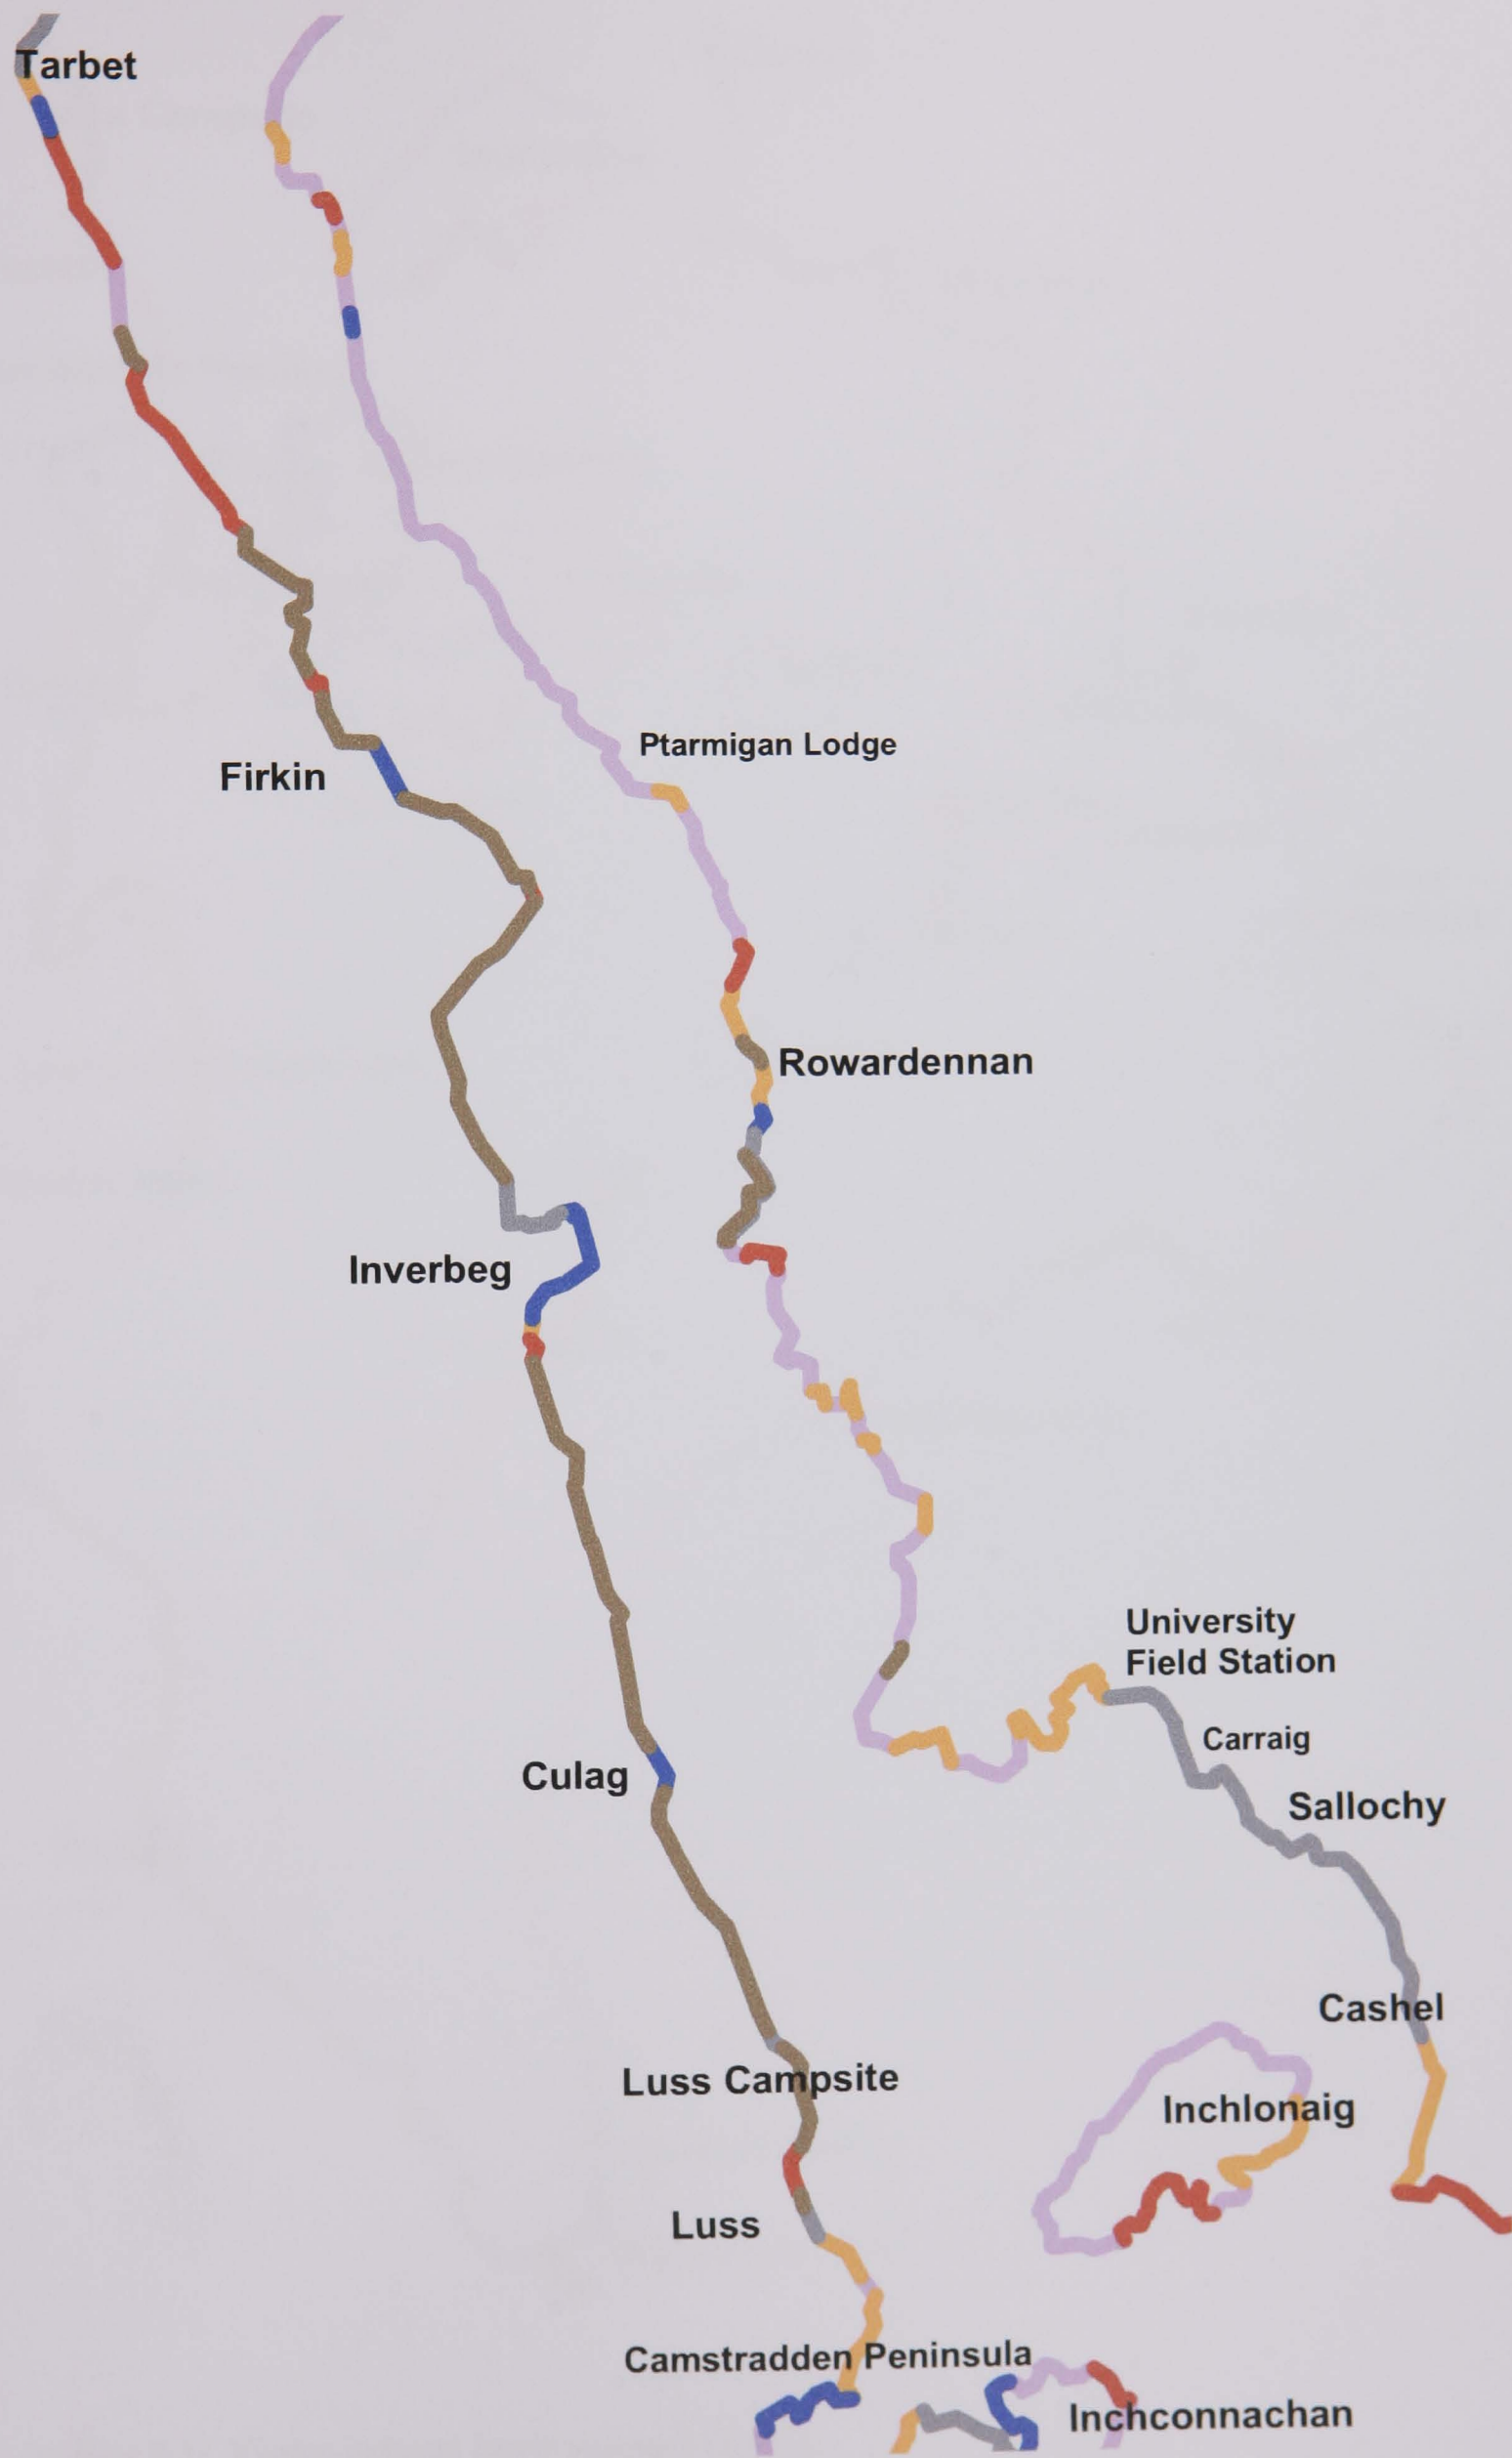 Tarbet
Ptarmigan Lodge
Firkin
Rowardennan
Inverbeg
University
Field Station
Carraig
Culag
Sallochy
Cashel
Luss Campsite
Inchlonaig
Luss
Camstradden Peninsula
Inchconnachan